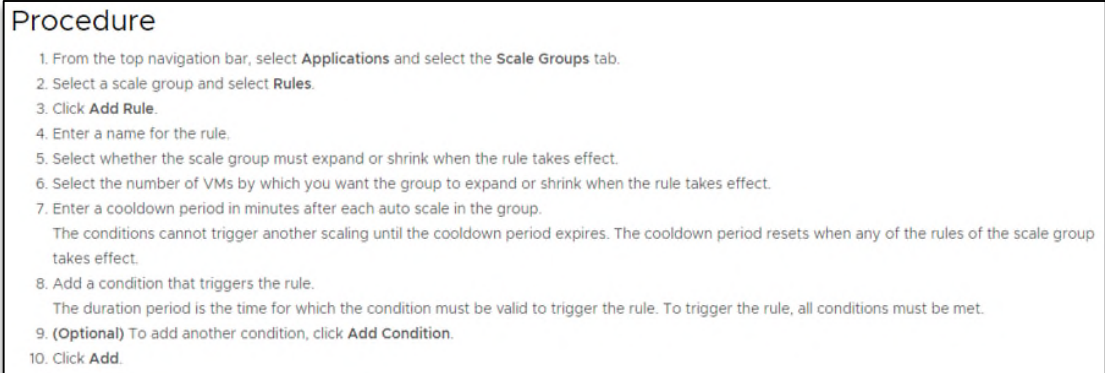 Procedure
1. From the top navigation bar, select Applications and select the Scale Groups tab.
2. Select a scale group and select Rules.
3. Click Add Rule.
4. Enter a name for the rule.
5. Select whether the scale group must expand or shrink when the rule takes effect.
6. Select the number of VMs by which you want the group to expand or shrink when the rule takes effect.
7. Enter a cooldown period in minutes after each auto scale in the group.
The conditions cannot trigger another scaling until the cooldown period expires. The cooldown period resets when any of the rules of the scale group
takes effect.
8. Add a condition that triggers the rule.
The duration period is the time for which the condition must be valid to trigger the rule. To trigger the rule, all conditions must be met.
9. (Optional) To add another condition, click Add Condition.
10. Click Add.